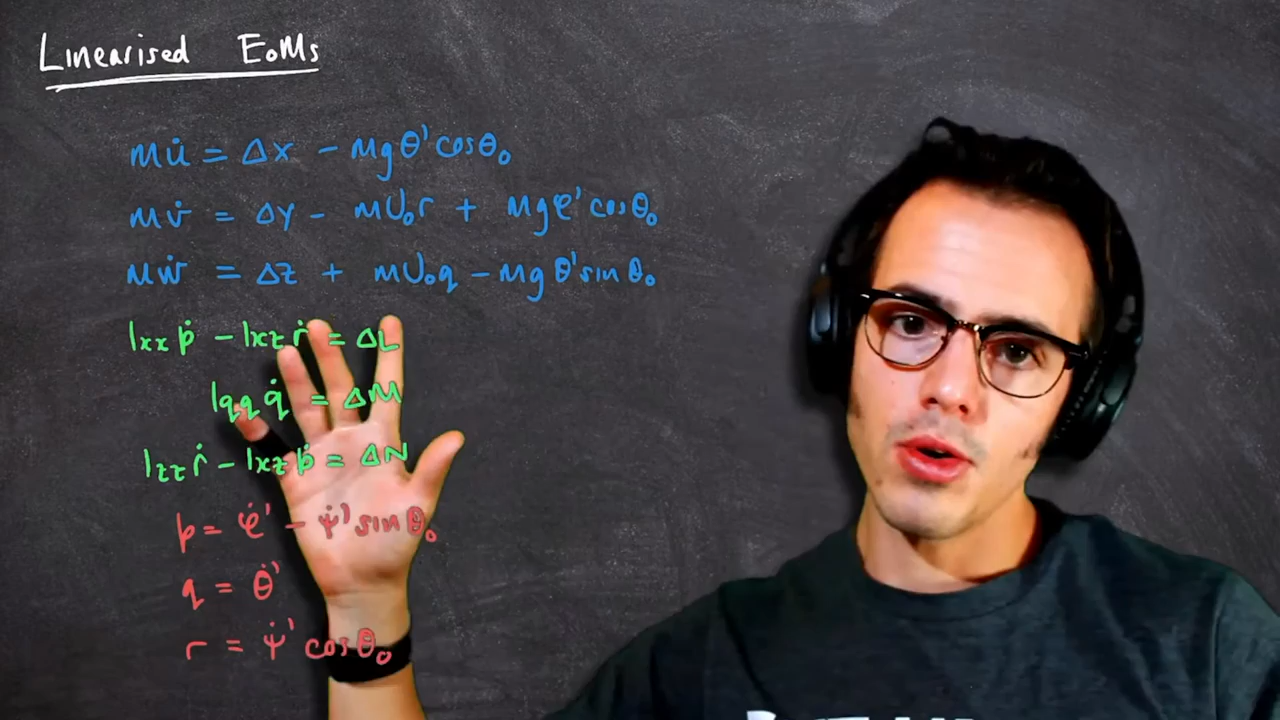 Linearised EoMs
mu̇ = Δx - mgθ'cosθ₀
mv̇ = ΔY - mU₀r + mgφ'cosθ₀
mẇ = Δz + mU₀q - mgθ'sinθ₀
Ixx ṗ - Ixz ṙ = ΔL
Iqq q̇ = ΔM
Izz ṙ - Ixz ṗ = ΔN
p = φ̇' - ψ̇'sinθ₀
q = θ̇'
r = ψ̇'cosθ₀